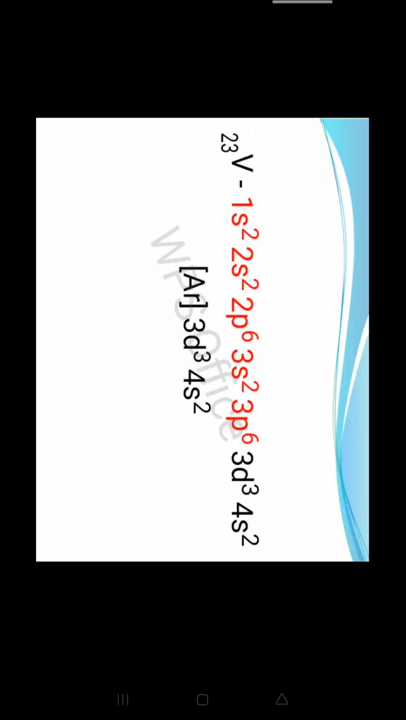 ₂₃V - 1s² 2s² 2p⁶ 3s² 3p⁶ 3d³ 4s²
[Ar] 3d³ 4s²
WPS Office